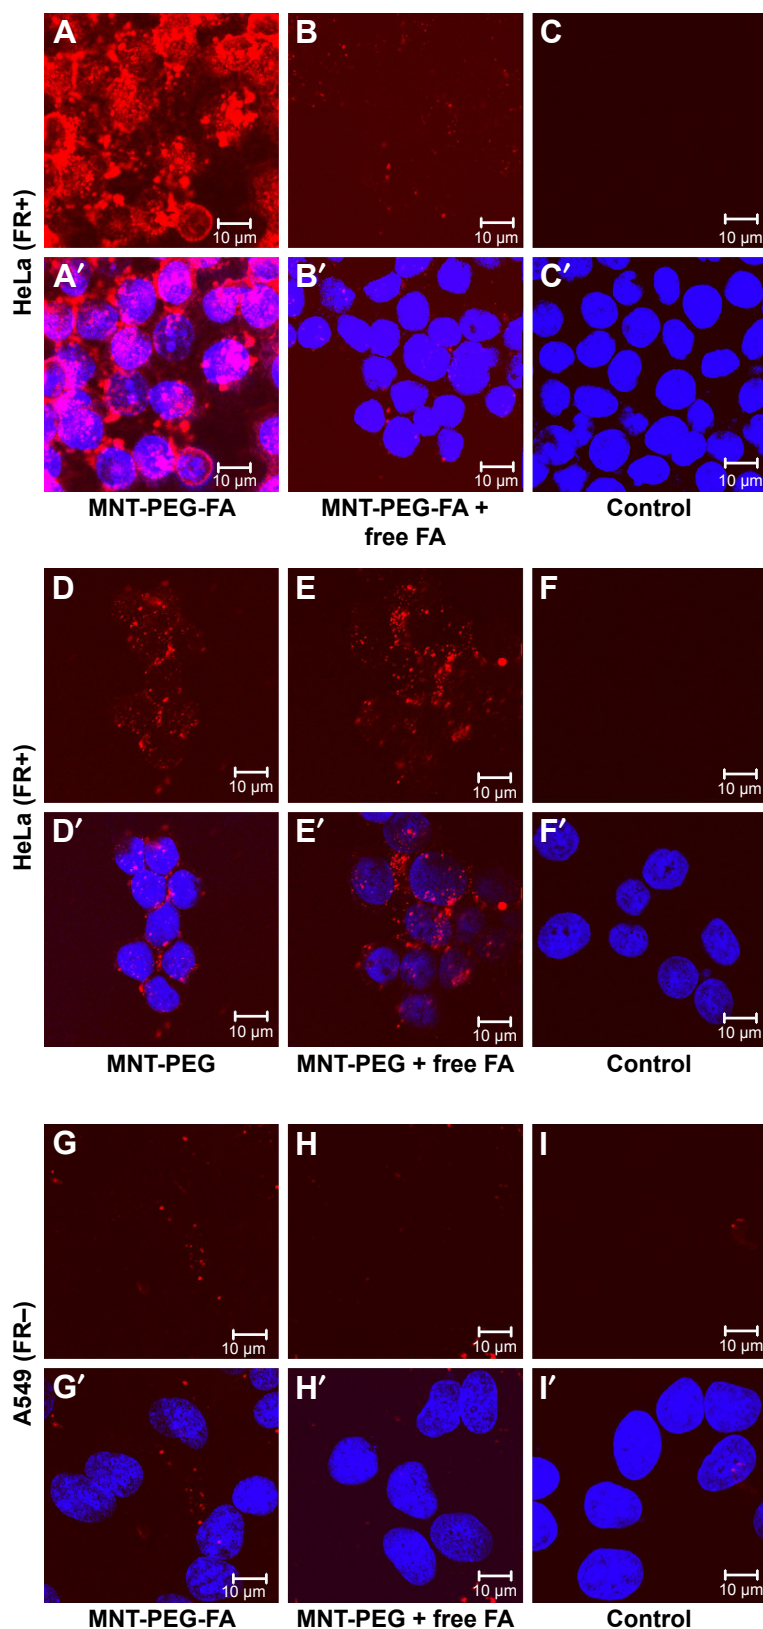 A B C
10 µm 10 µm 10 µm
HeLa (FR+)
A′ B′ C′
10 µm 10 µm 10 µm
MNT-PEG-FA MNT-PEG-FA + Control
free FA
D E F
10 µm 10 µm 10 µm
HeLa (FR+)
D′ E′ F′
10 µm 10 µm 10 µm
MNT-PEG MNT-PEG + free FA Control
G H I
10 µm 10 µm 10 µm
A549 (FR–)
G′ H′ I′
10 µm 10 µm 10 µm
MNT-PEG-FA MNT-PEG + free FA Control